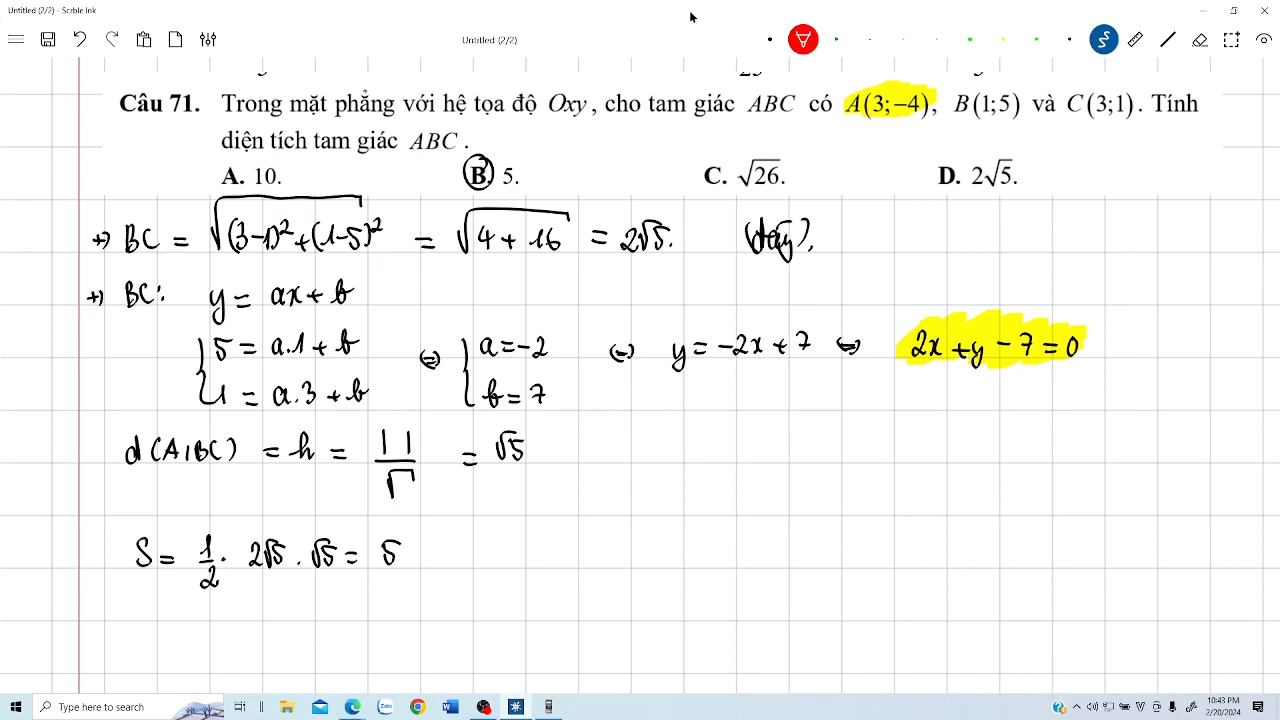 Untitled (2/2) - Scrble Ink
Untitled (2/2)
Câu 71. Trong mặt phẳng với hệ tọa độ Oxy, cho tam giác ABC có A(3;−4), B(1;5) và C(3;1). Tính
diện tích tam giác ABC.
A. 10. B. 5. C. √26. D. 2√5.
+) BC = √(3-1)² + (1-5)² = √4 + 16 = 2√5. (đáy).
+) BC: y = ax + b
{ 5 = a.1 + b ⇔ { a = -2 ⇔ y = -2x + 7 ⇔ 2x + y - 7 = 0
1 = a.3 + b b = 7
d(A,BC) = h = | | / √ = √5
S = 1/2 . 2√5 . √5 = 5
Type here to search
Zalo
10:43 PM
2/20/2024